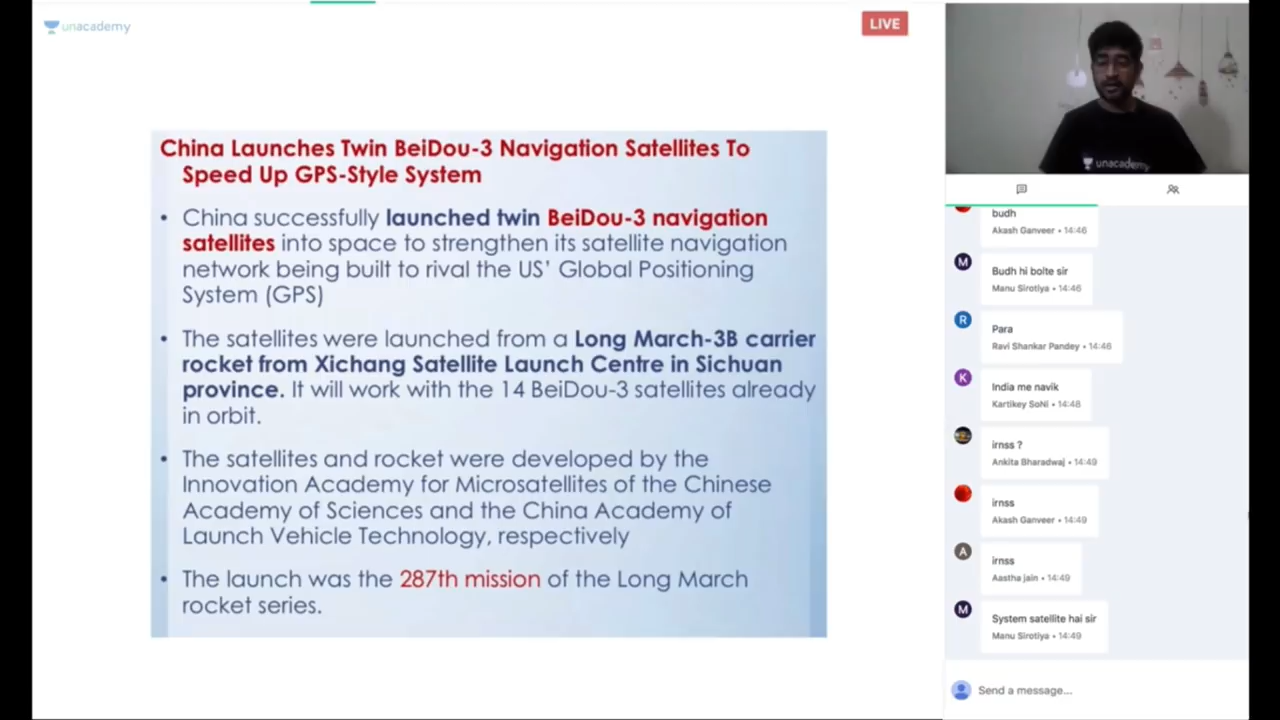 unacademy
LIVE
China Launches Twin BeiDou-3 Navigation Satellites To
Speed Up GPS-Style System
• China successfully launched twin BeiDou-3 navigation
satellites into space to strengthen its satellite navigation
network being built to rival the US' Global Positioning
System (GPS)
• The satellites were launched from a Long March-3B carrier
rocket from Xichang Satellite Launch Centre in Sichuan
province. It will work with the 14 BeiDou-3 satellites already
in orbit.
• The satellites and rocket were developed by the
Innovation Academy for Microsatellites of the Chinese
Academy of Sciences and the China Academy of
Launch Vehicle Technology, respectively
• The launch was the 287th mission of the Long March
rocket series.
unacademy
budh
Akash Ganveer • 14:46
M
Budh hi bolte sir
Manu Sirotiya • 14:46
R
Para
Ravi Shankar Pandey • 14:46
K
India me navik
Kartikey SoNi • 14:48
irnss ?
Ankita Bharadwaj • 14:49
irnss
Akash Ganveer • 14:49
A
irnss
Aastha jain • 14:49
M
System satellite hai sir
Manu Sirotiya • 14:49
Send a message...